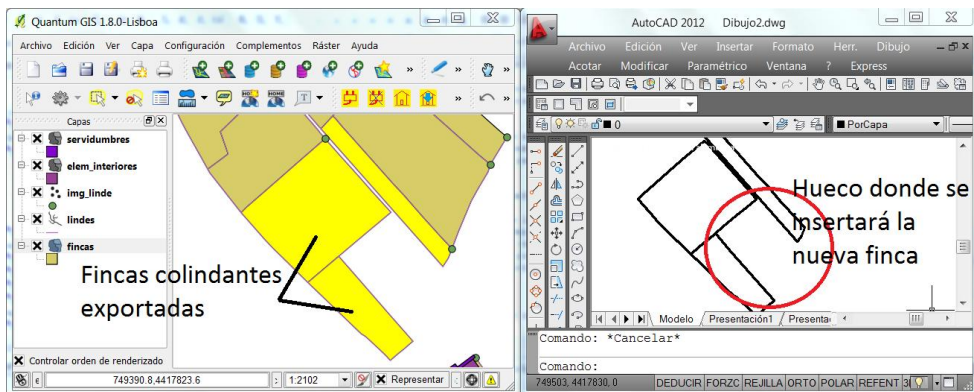 Quantum GIS 1.8.0-Lisboa
Archivo Edición Ver Capa Configuración Complementos Ráster Ayuda
Capas
servidumbres
elem_interiores
img_linde
lindes
fincas
Fincas colindantes
exportadas
Controlar orden de renderizado
749390.8,4417823.6
1:2102
Representar
AutoCAD 2012 Dibujo2.dwg
Archivo Edición Ver Insertar Formato Herr. Dibujo
Acotar Modificar Paramétrico Ventana ? Express
0
PorCapa
Hueco donde se
insertará la
nueva finca
Modelo Presentación1
Comando: *Cancelar*
Comando:
749503, 4417830, 0 DEDUCIR FORZC REJILLA ORTO POLAR REFENT